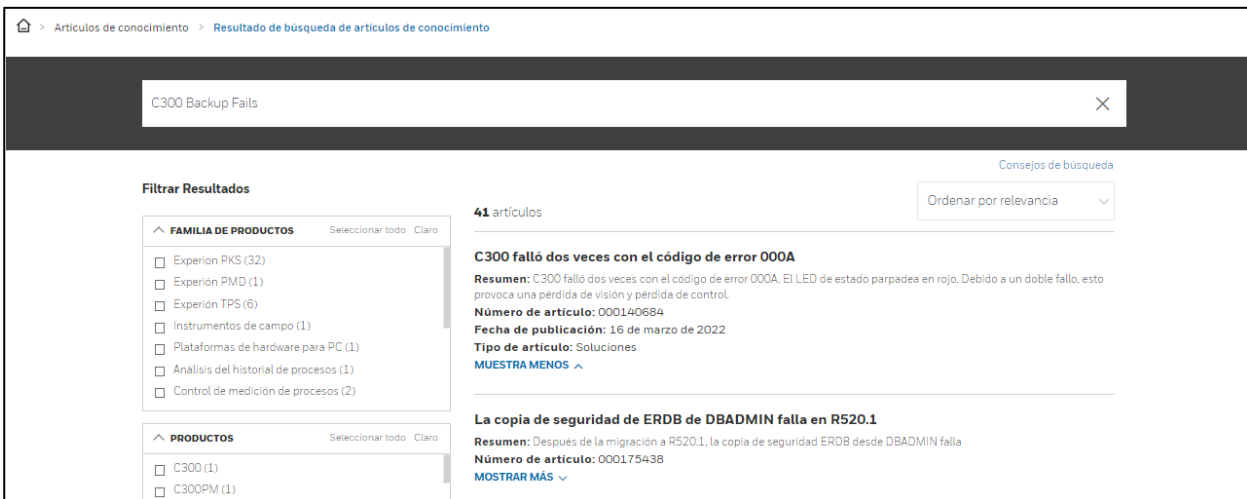 > Artículos de conocimiento > Resultado de búsqueda de artículos de conocimiento
C300 Backup Fails
Consejos de búsqueda
Filtrar Resultados
41 artículos
Ordenar por relevancia
FAMILIA DE PRODUCTOS Seleccionar todo Claro
Experion PKS (32)
Experión PMD (1)
Experión TPS (6)
Instrumentos de campo (1)
Plataformas de hardware para PC (1)
Análisis del historial de procesos (1)
Control de medición de procesos (2)
PRODUCTOS Seleccionar todo Claro
C300 (1)
C300PM (1)
C300 falló dos veces con el código de error 000A
Resumen: C300 falló dos veces con el código de error 000A. El LED de estado parpadea en rojo. Debido a un doble fallo, esto
provoca una pérdida de visión y pérdida de control.
Número de artículo: 000140684
Fecha de publicación: 16 de marzo de 2022
Tipo de artículo: Soluciones
MUESTRA MENOS
La copia de seguridad de ERDB de DBADMIN falla en R520.1
Resumen: Después de la migración a R520.1, la copia de seguridad ERDB desde DBADMIN falla
Número de artículo: 000175438
MOSTRAR MÁS